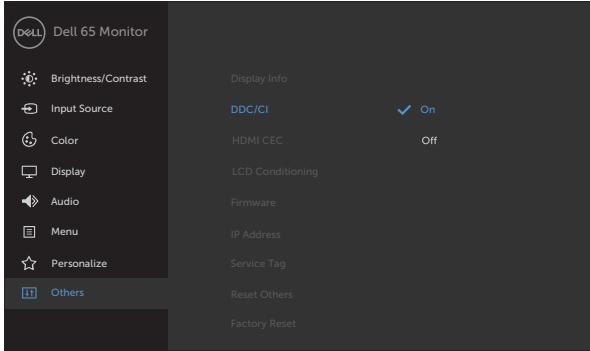 DELL Dell 65 Monitor
Brightness/Contrast Display Info
Input Source DDC/CI On
Color HDMI CEC Off
Display LCD Conditioning
Audio Firmware
Menu IP Address
Personalize Service Tag
Others Reset Others
Factory Reset